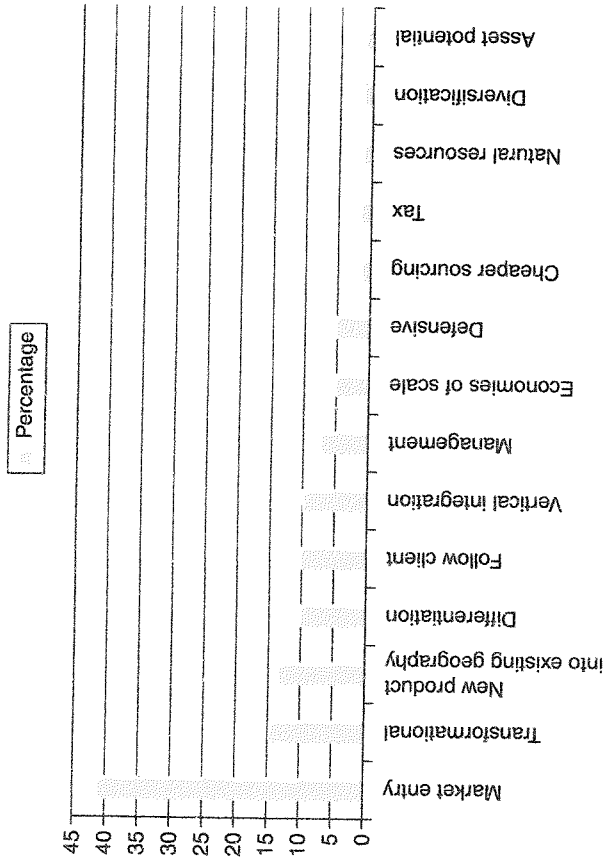 Percentage
45
40
35
30
25
20
15
10
5
0
Market entry
Transformational
New product
into existing geography
Differentiation
Follow client
Vertical integration
Management
Economies of scale
Defensive
Cheaper sourcing
Tax
Natural resources
Diversification
Asset potential